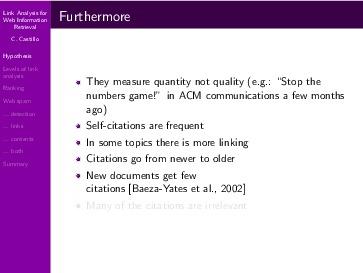 Link Analysis for
Web Information
Retrieval
C. Castillo
Hypothesis
Levels of link
analysis
Ranking
Web spam
... detection
... links
... contents
... both
Summary
Furthermore
They measure quantity not quality (e.g.: “Stop the
numbers game!” in ACM communications a few months
ago)
Self-citations are frequent
In some topics there is more linking
Citations go from newer to older
New documents get few
citations [Baeza-Yates et al., 2002]
Many of the citations are irrelevant